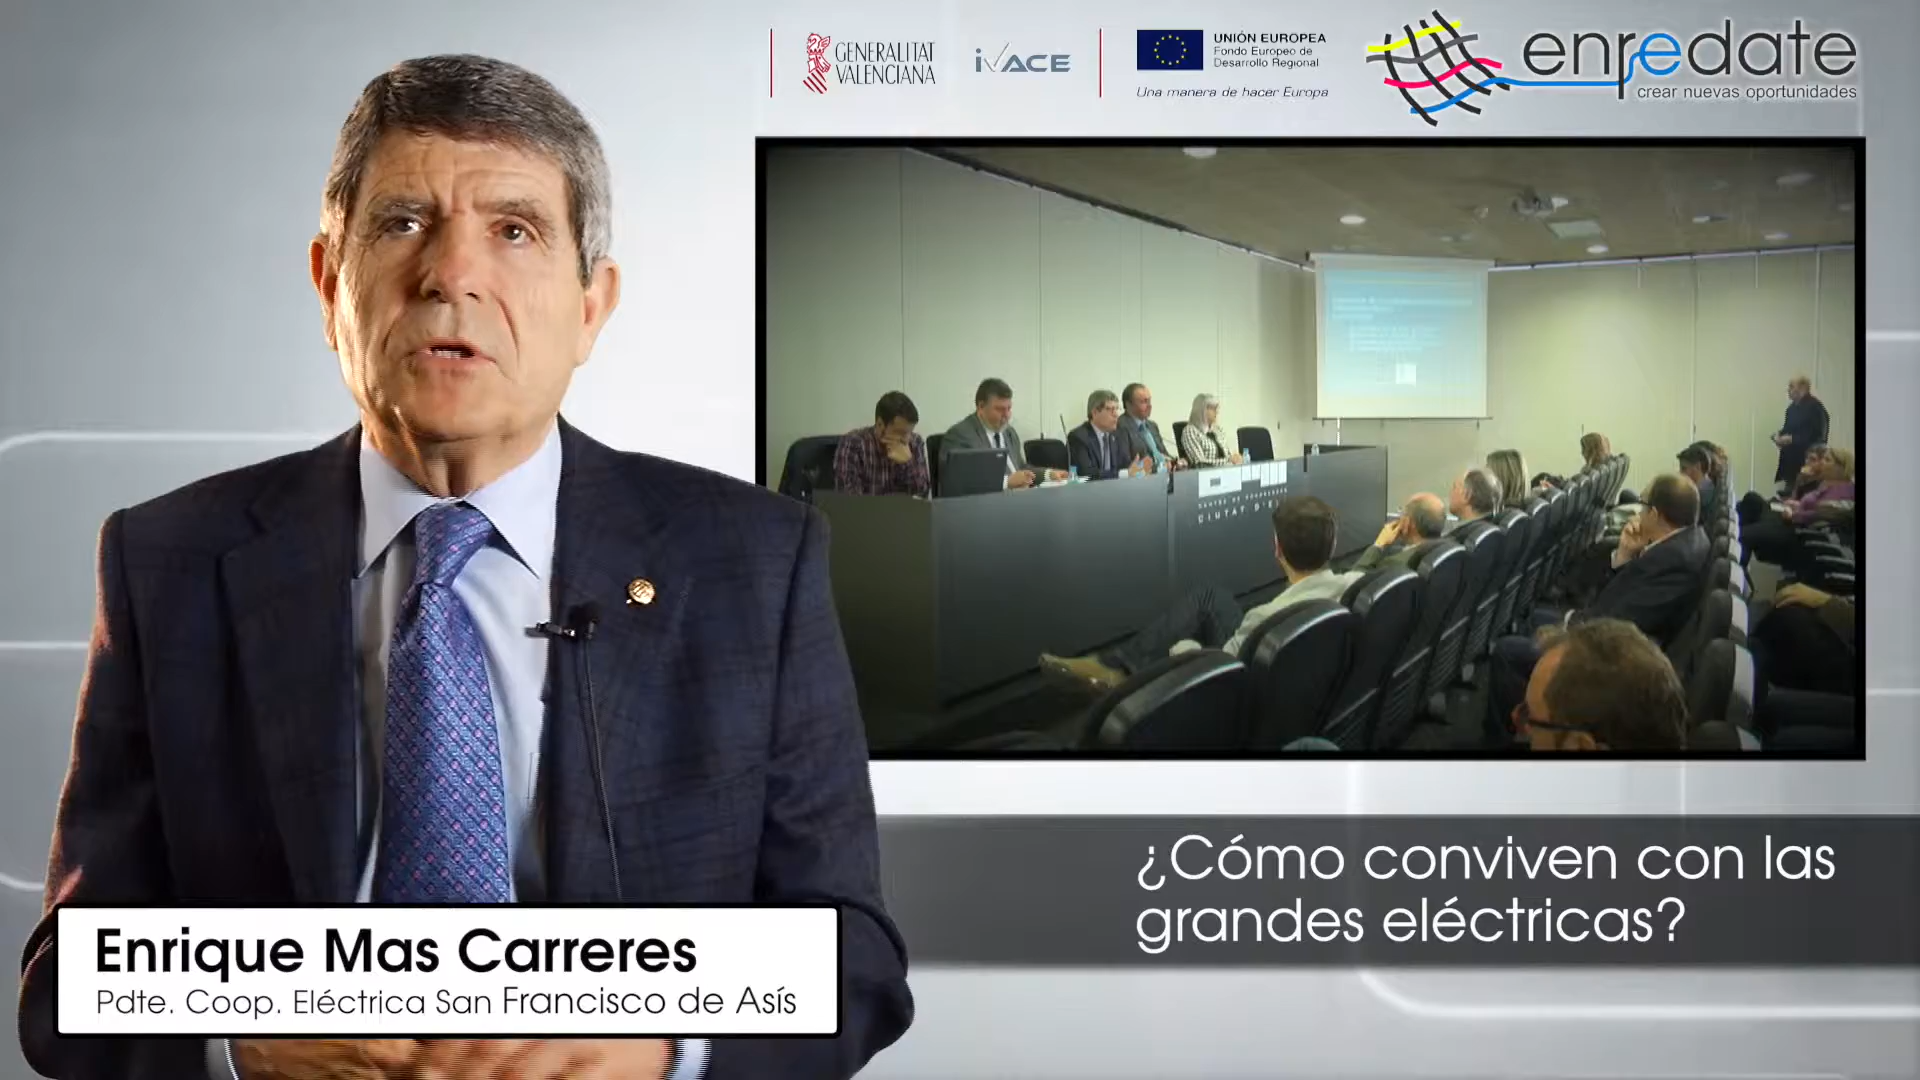 GENERALITAT
VALENCIANA
iVACE
UNIÓN EUROPEA
Fondo Europeo de
Desarrollo Regional
Una manera de hacer Europa
enredate
crear nuevas oportunidades
CIUTAT D'E
¿Cómo conviven con las
grandes eléctricas?
Enrique Mas Carreres
Pdte. Coop. Eléctrica San Francisco de Asís